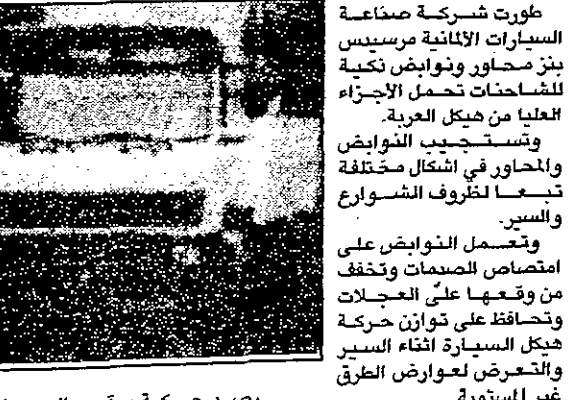 طورت شركة صناعة
السيارات الألمانية مرسيدس
بنز محاور ونوابض ذكية
للشاحنات تحمل الأجزاء
العليا من هيكل العربة.
وتستجيب النوابض
والمحاور في اشكال مختلفة
تبعا لظروف الشوارع
والسير.
وتعمل النوابض على
امتصاص الصدمات وتخفف
من وقعها على العجلات
وتحافظ على توازن حركة
هيكل السيارة اثناء السير
والتعرض لعوارض الطرق
غير المستوية